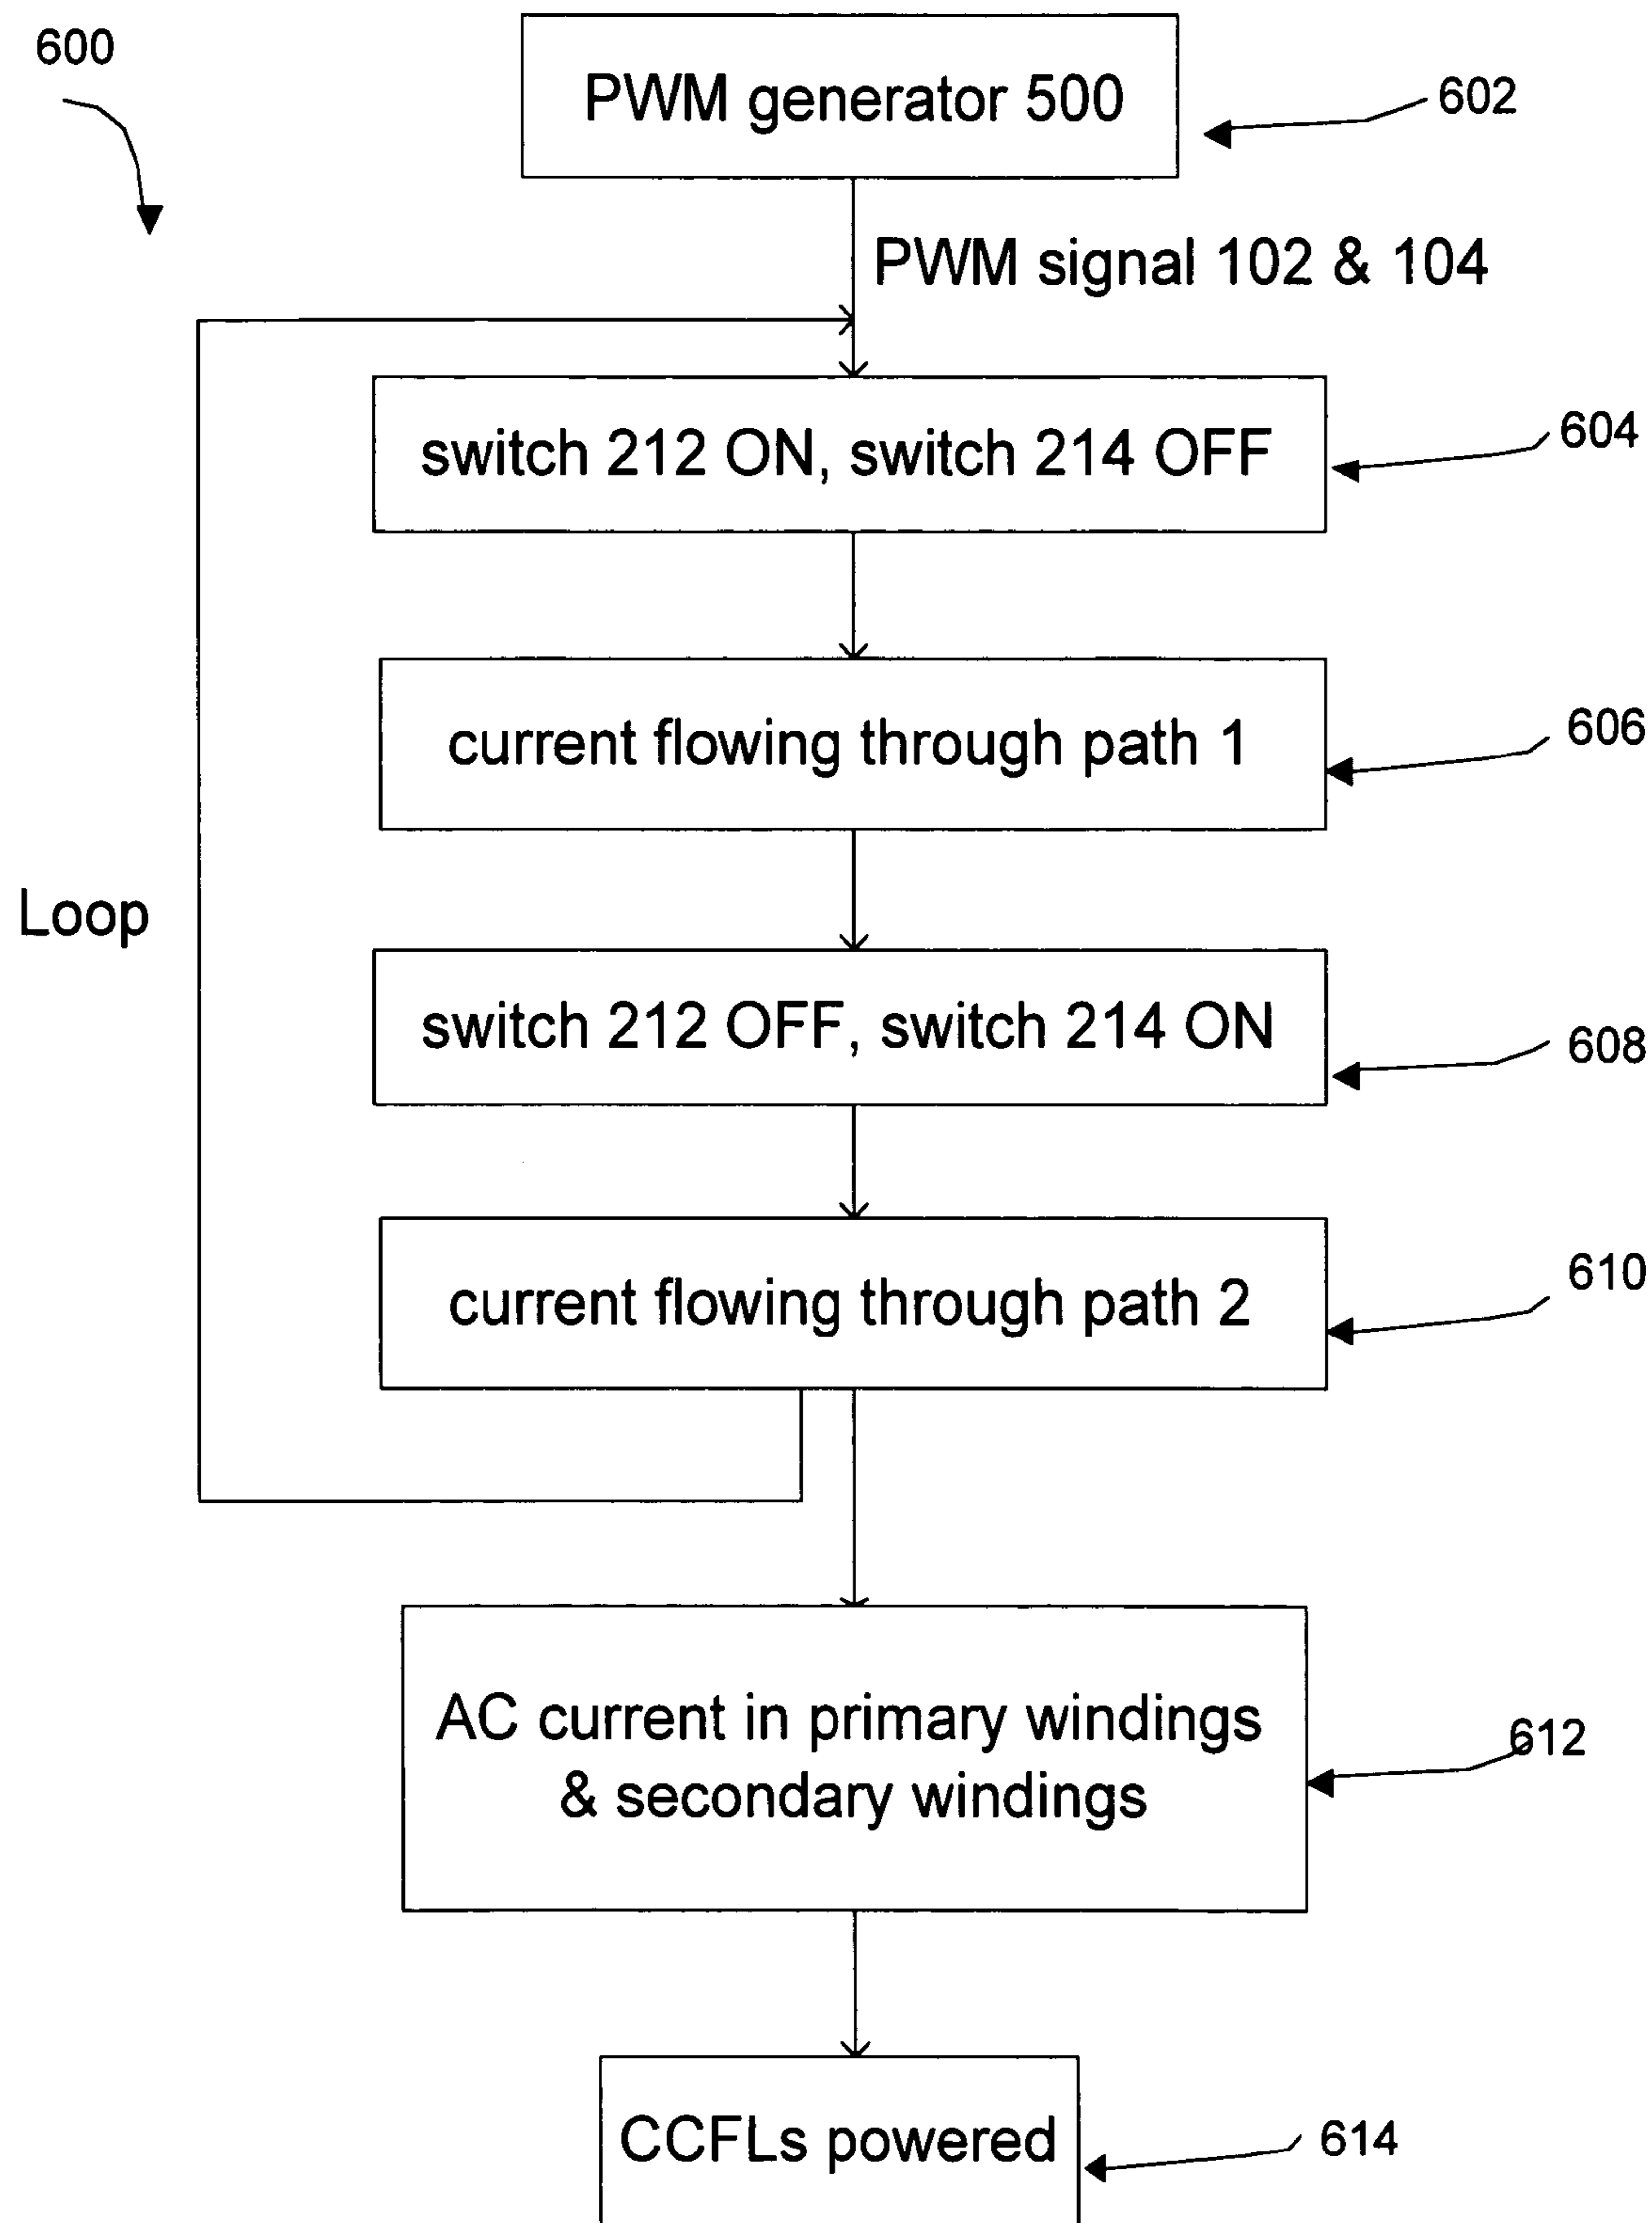 600
PWM generator 500
602
PWM signal 102 & 104
switch 212 ON, switch 214 OFF
604
current flowing through path 1
606
Loop
switch 212 OFF, switch 214 ON
608
current flowing through path 2
610
AC current in primary windings
& secondary windings
612
CCFLs powered
614